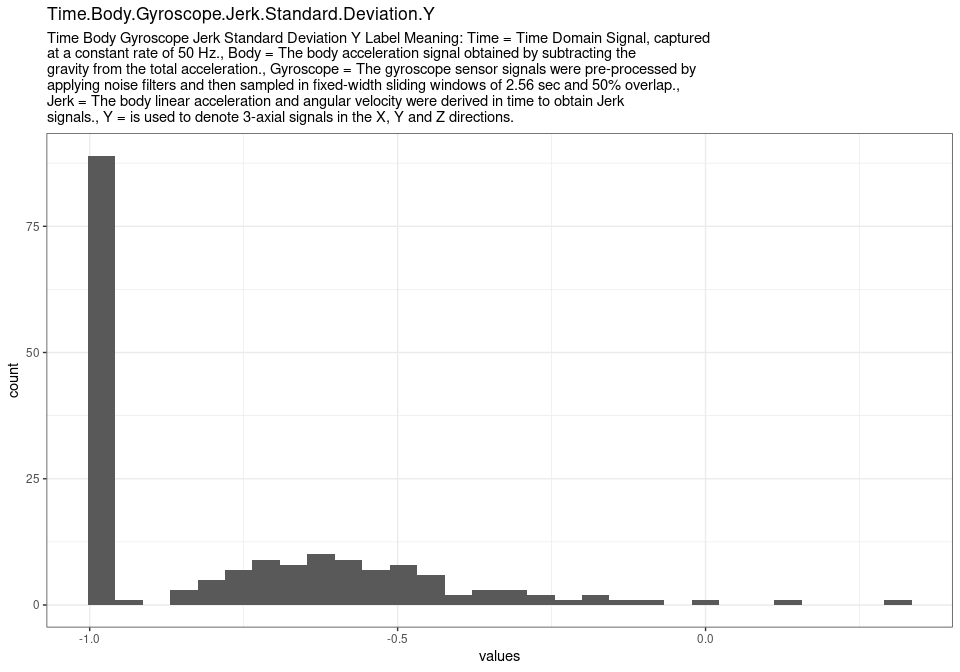 Time.Body.Gyroscope.Jerk.Standard.Deviation.Y
Time Body Gyroscope Jerk Standard Deviation Y Label Meaning: Time = Time Domain Signal, captured
at a constant rate of 50 Hz., Body = The body acceleration signal obtained by subtracting the
gravity from the total acceleration., Gyroscope = The gyroscope sensor signals were pre-processed by
applying noise filters and then sampled in fixed-width sliding windows of 2.56 sec and 50% overlap.,
Jerk = The body linear acceleration and angular velocity were derived in time to obtain Jerk
signals., Y = is used to denote 3-axial signals in the X, Y and Z directions.
75
50
count
25
0
-1.0 -0.5 0.0
values